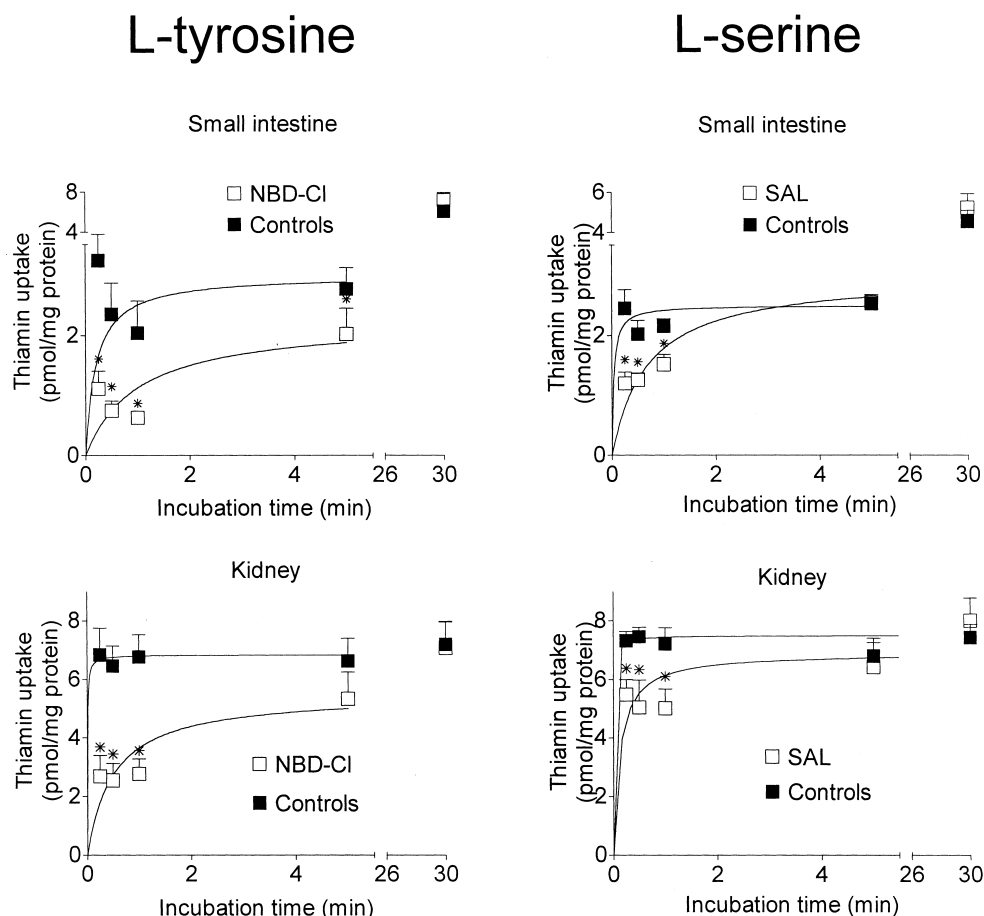 L-tyrosine
L-serine
Small intestine
Small intestine
8
4
2
0
Thiamin uptake
(pmol/mg protein)
NBD-Cl
Controls
*
*
*
*
0 2 4 26 30
Incubation time (min)
6
4
2
0
Thiamin uptake
(pmol/mg protein)
SAL
Controls
*
*
*
0 2 4 26 30
Incubation time (min)
Kidney
Kidney
8
6
4
2
0
Thiamin uptake
(pmol/mg protein)
*
*
*
NBD-Cl
Controls
0 2 4 26 30
Incubation time (min)
8
6
4
2
0
Thiamin uptake
(pmol/mg protein)
*
*
*
SAL
Controls
0 2 4 26 30
Incubation time (min)